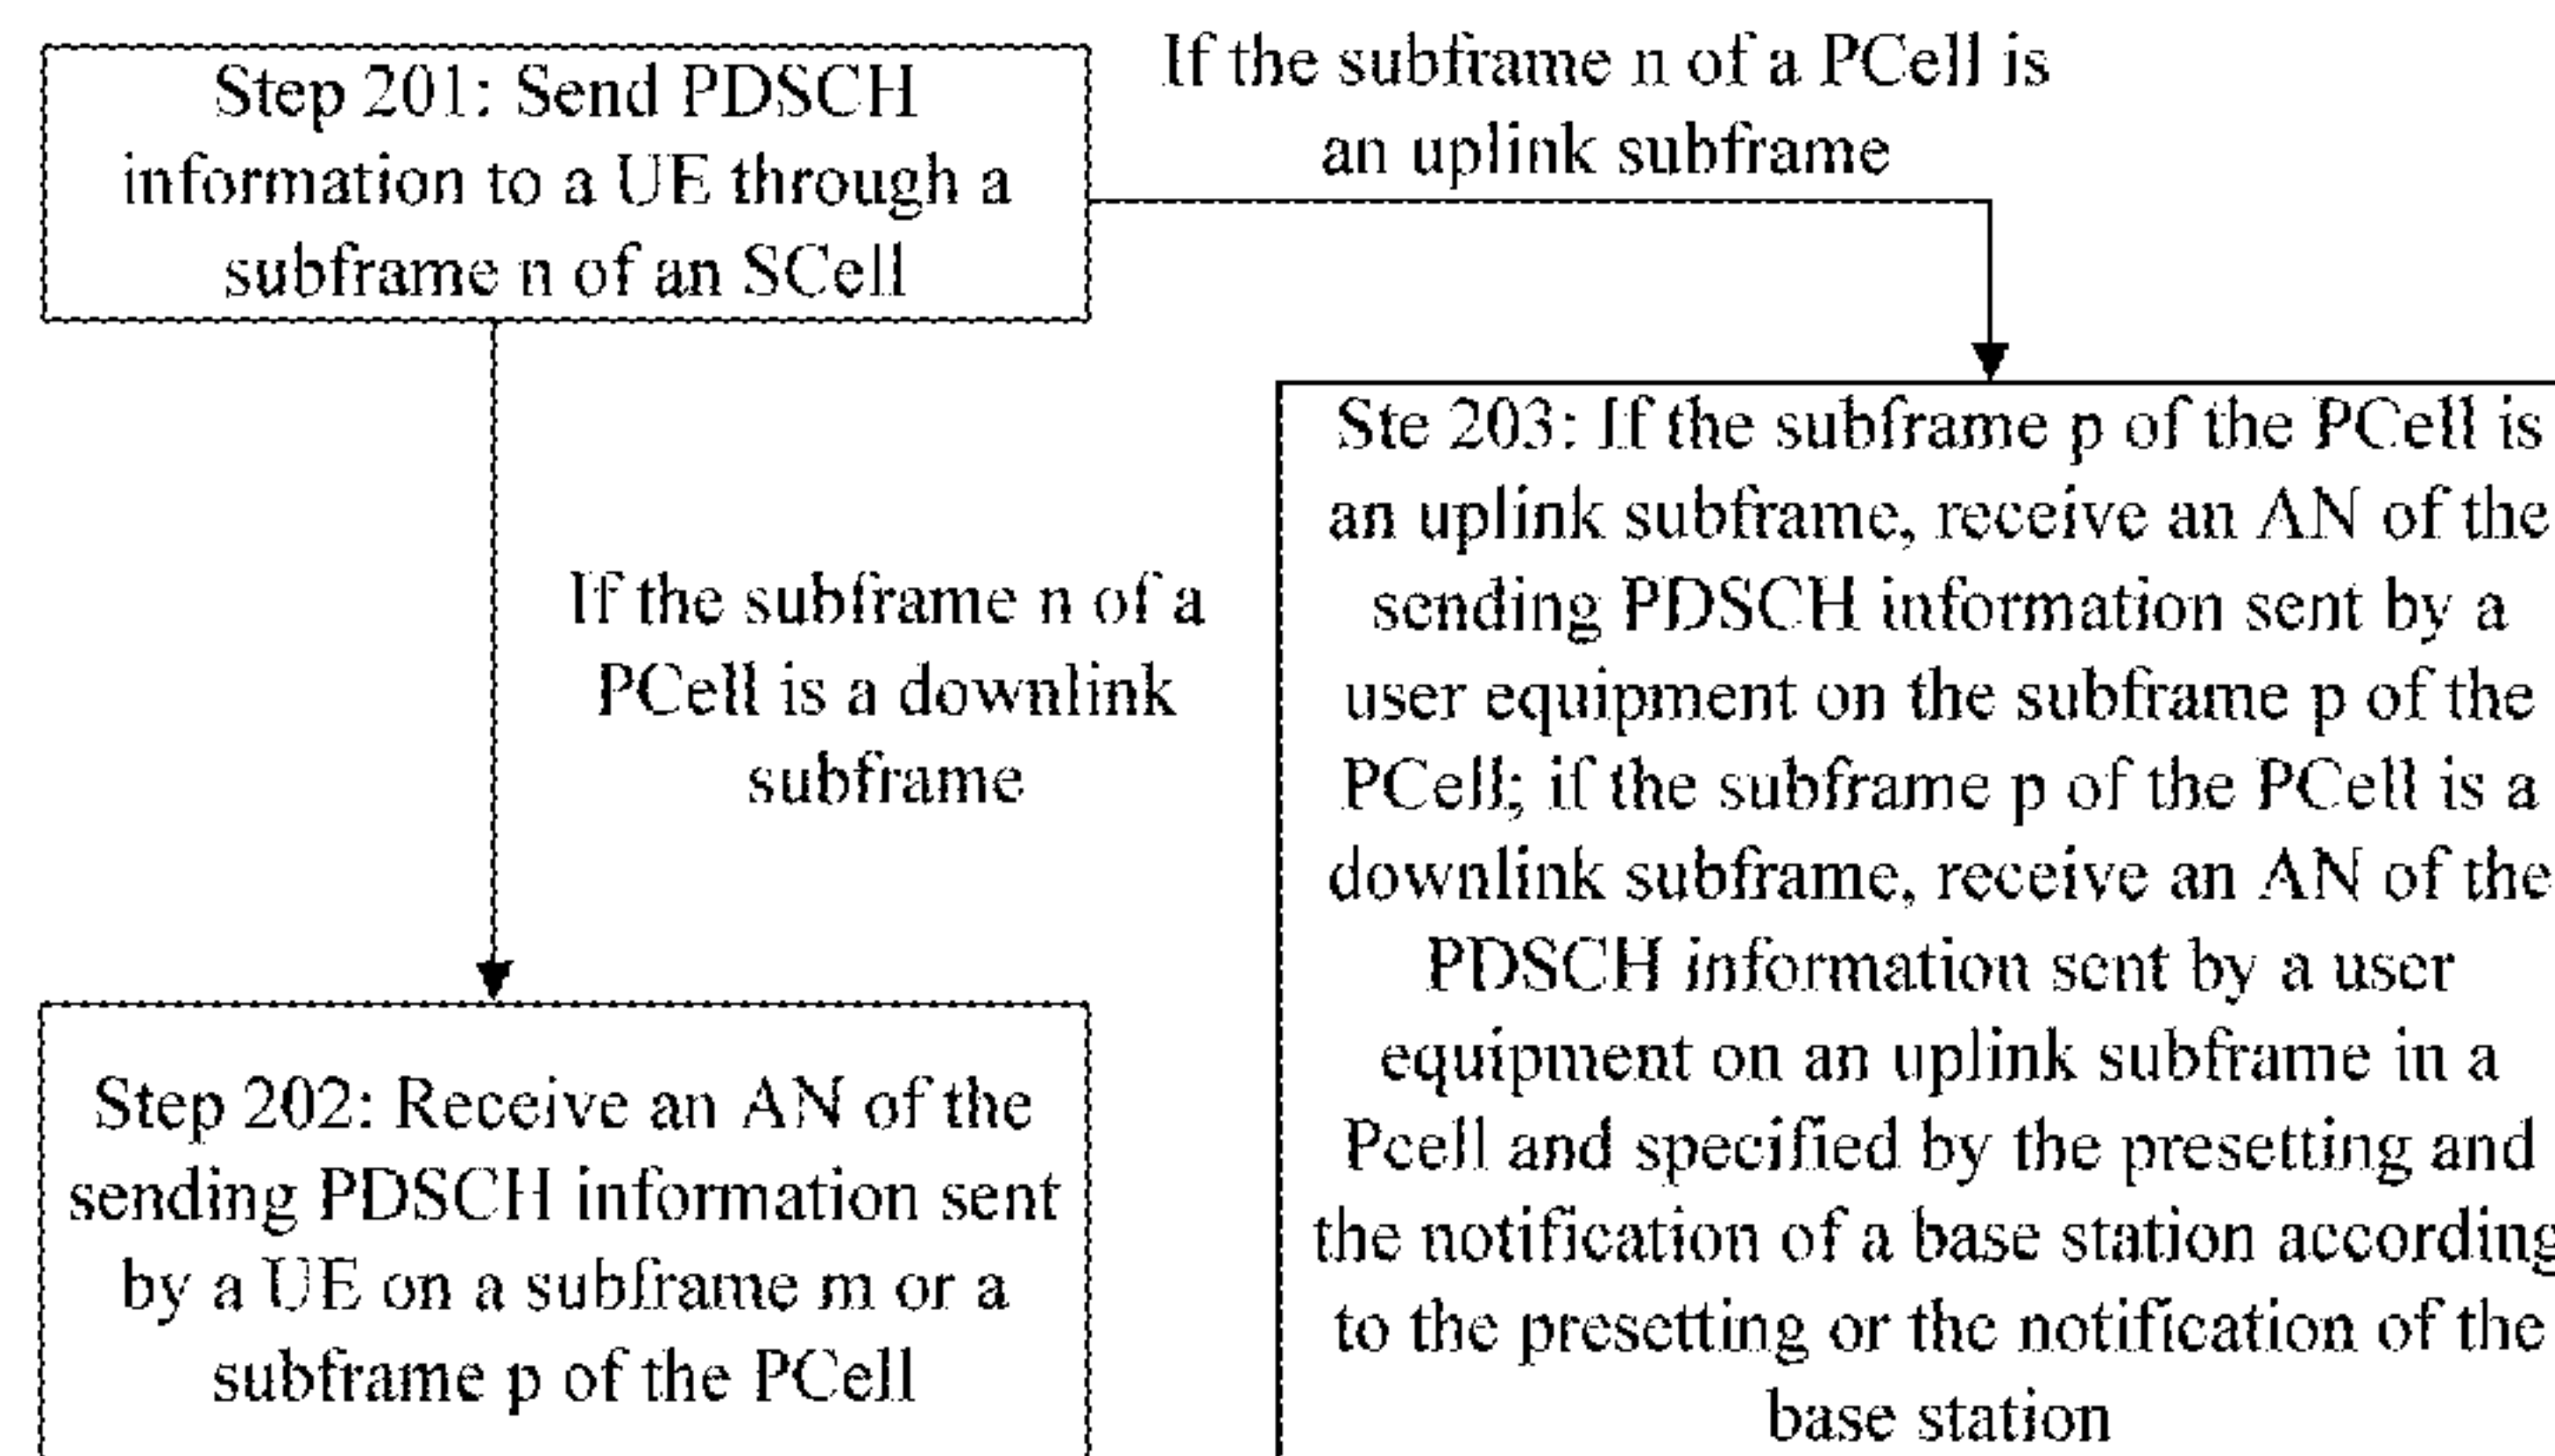 Step 201: Send PDSCH
information to a UE through a
subframe n of an SCell
If the subframe n of a PCell is
an uplink subframe
If the subframe n of a
PCell is a downlink
subframe
Step 202: Receive an AN of the
sending PDSCH information sent
by a UE on a subframe m or a
subframe p of the PCell
Ste 203: If the subframe p of the PCell is
an uplink subframe, receive an AN of the
sending PDSCH information sent by a
user equipment on the subframe p of the
PCell; if the subframe p of the PCell is a
downlink subframe, receive an AN of the
PDSCH information sent by a user
equipment on an uplink subframe in a
Pcell and specified by the presetting and
the notification of a base station according
to the presetting or the notification of the
base station